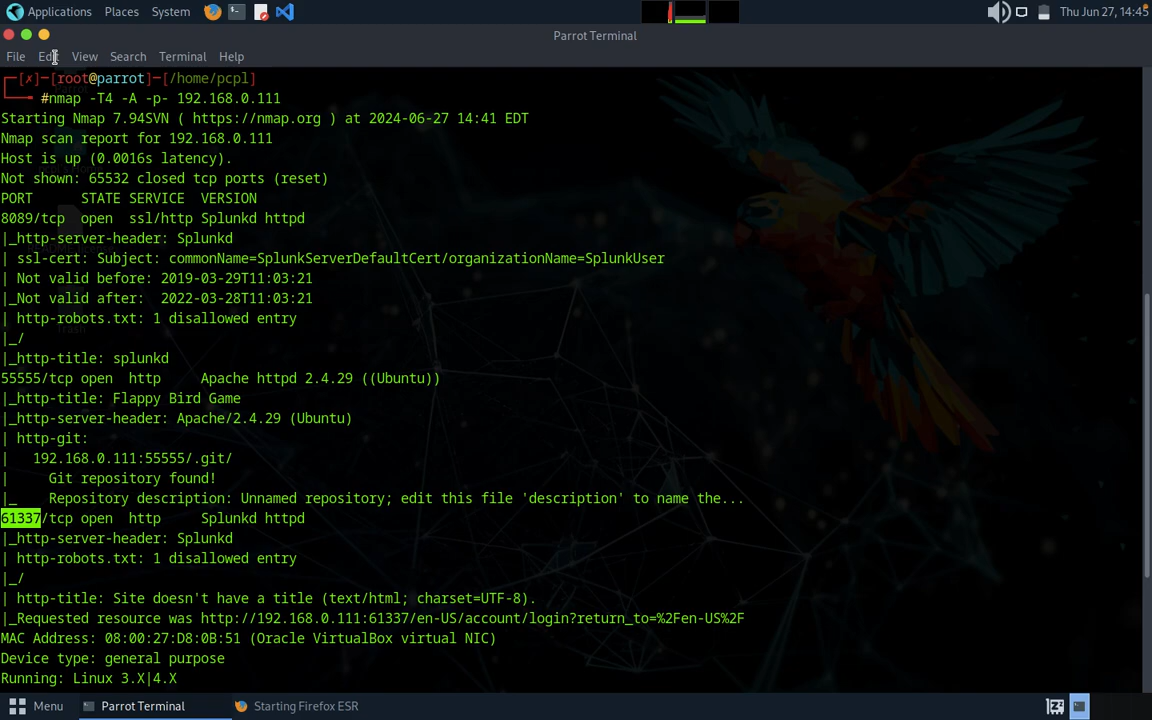 Applications Places System Thu Jun 27, 14:45
Parrot Terminal
File Edit View Search Terminal Help
┌─[✗]─[root@parrot]─[/home/pcpl]
└──╼ #nmap -T4 -A -p- 192.168.0.111
Starting Nmap 7.94SVN ( https://nmap.org ) at 2024-06-27 14:41 EDT
Nmap scan report for 192.168.0.111
Host is up (0.0016s latency).
Not shown: 65532 closed tcp ports (reset)
PORT      STATE SERVICE  VERSION
8089/tcp  open  ssl/http Splunkd httpd
|_http-server-header: Splunkd
| ssl-cert: Subject: commonName=SplunkServerDefaultCert/organizationName=SplunkUser
| Not valid before: 2019-03-29T11:03:21
|_Not valid after:  2022-03-28T11:03:21
| http-robots.txt: 1 disallowed entry
|_/
|_http-title: splunkd
55555/tcp open  http     Apache httpd 2.4.29 ((Ubuntu))
|_http-title: Flappy Bird Game
|_http-server-header: Apache/2.4.29 (Ubuntu)
| http-git:
|   192.168.0.111:55555/.git/
|     Git repository found!
|_    Repository description: Unnamed repository; edit this file 'description' to name the...
61337/tcp open  http     Splunkd httpd
|_http-server-header: Splunkd
| http-robots.txt: 1 disallowed entry
|_/
| http-title: Site doesn't have a title (text/html; charset=UTF-8).
|_Requested resource was http://192.168.0.111:61337/en-US/account/login?return_to=%2Fen-US%2F
MAC Address: 08:00:27:D8:0B:51 (Oracle VirtualBox virtual NIC)
Device type: general purpose
Running: Linux 3.X|4.X
Menu Parrot Terminal Starting Firefox ESR